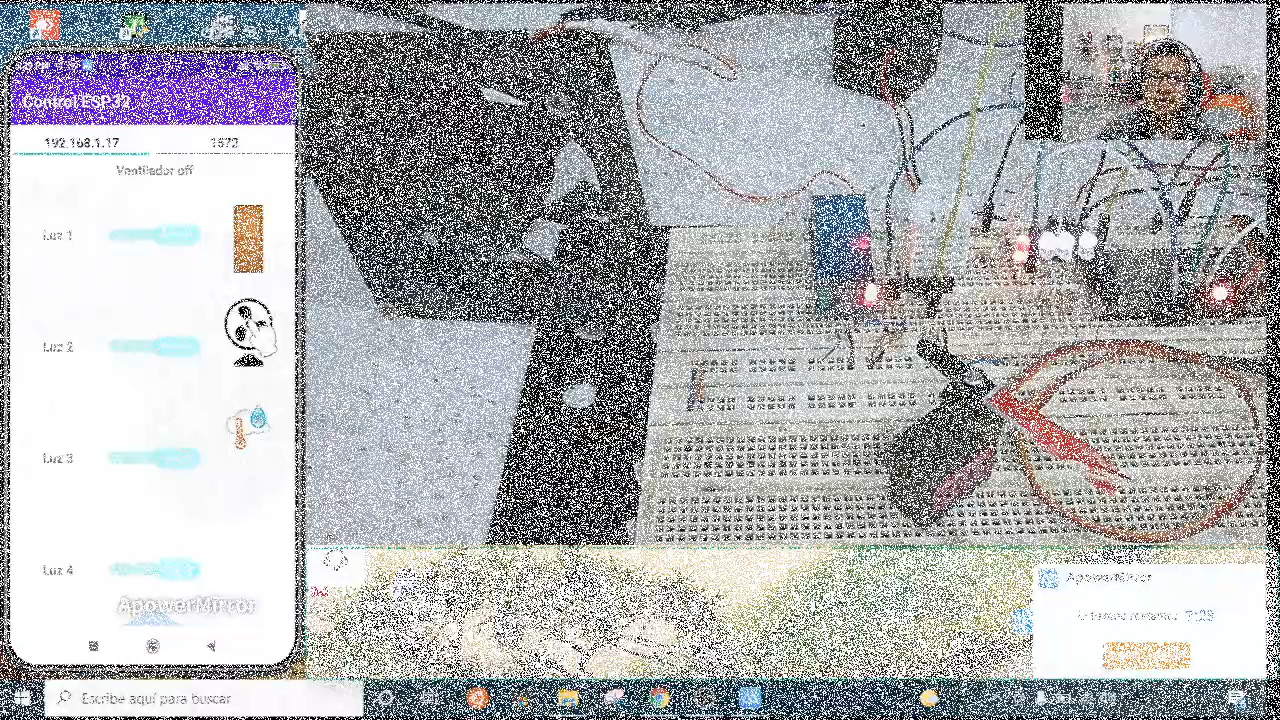 Control ESP32
192.168.1.17
Ventilador off
Luz 1
Luz 2
Luz 3
Luz 4
ApowerMirror
ApowerMirror
Escribe aquí para buscar